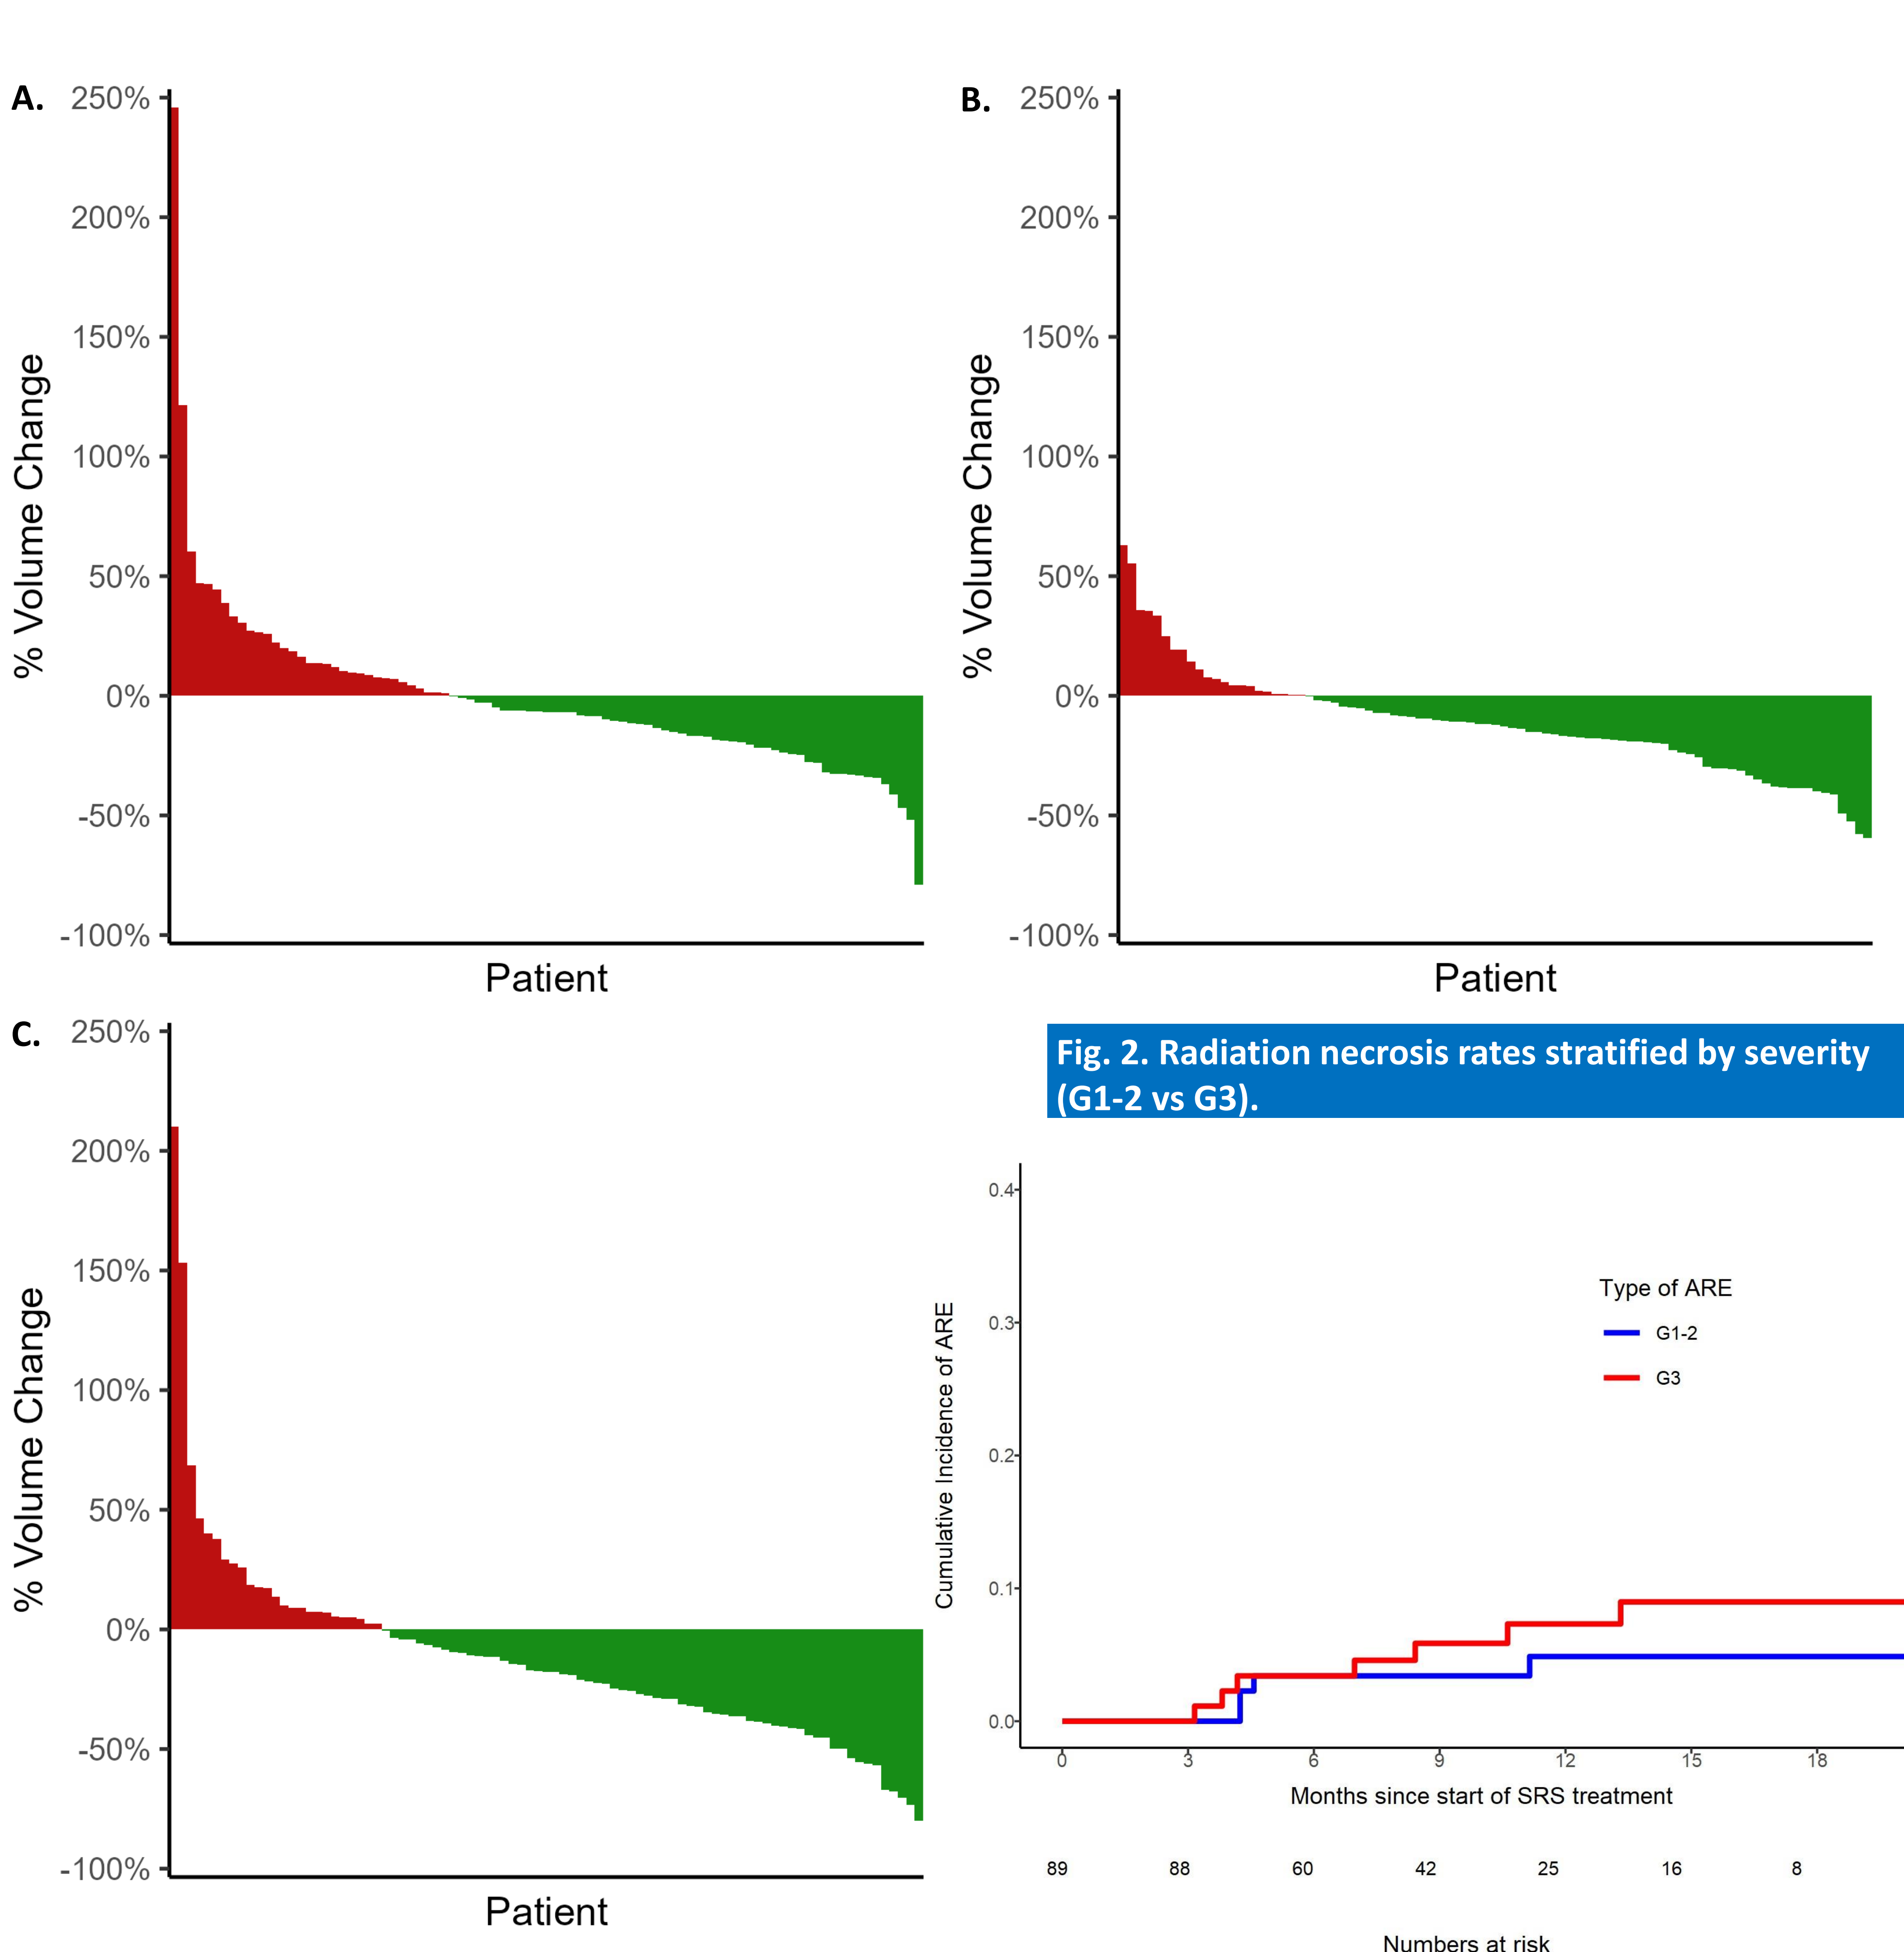 A.
250%
200%
150%
100%
50%
0%
-50%
-100%
% Volume Change
Patient
B.
250%
200%
150%
100%
50%
0%
-50%
-100%
% Volume Change
Patient
C.
250%
200%
150%
100%
50%
0%
-50%
-100%
% Volume Change
Patient
Fig. 2. Radiation necrosis rates stratified by severity
(G1-2 vs G3).
0.4
0.3
0.2
0.1
0.0
Cumulative Incidence of ARE
Type of ARE
G1-2
G3
0 3 6 9 12 15 18
Months since start of SRS treatment
89 88 60 42 25 16 8
Numbers at risk